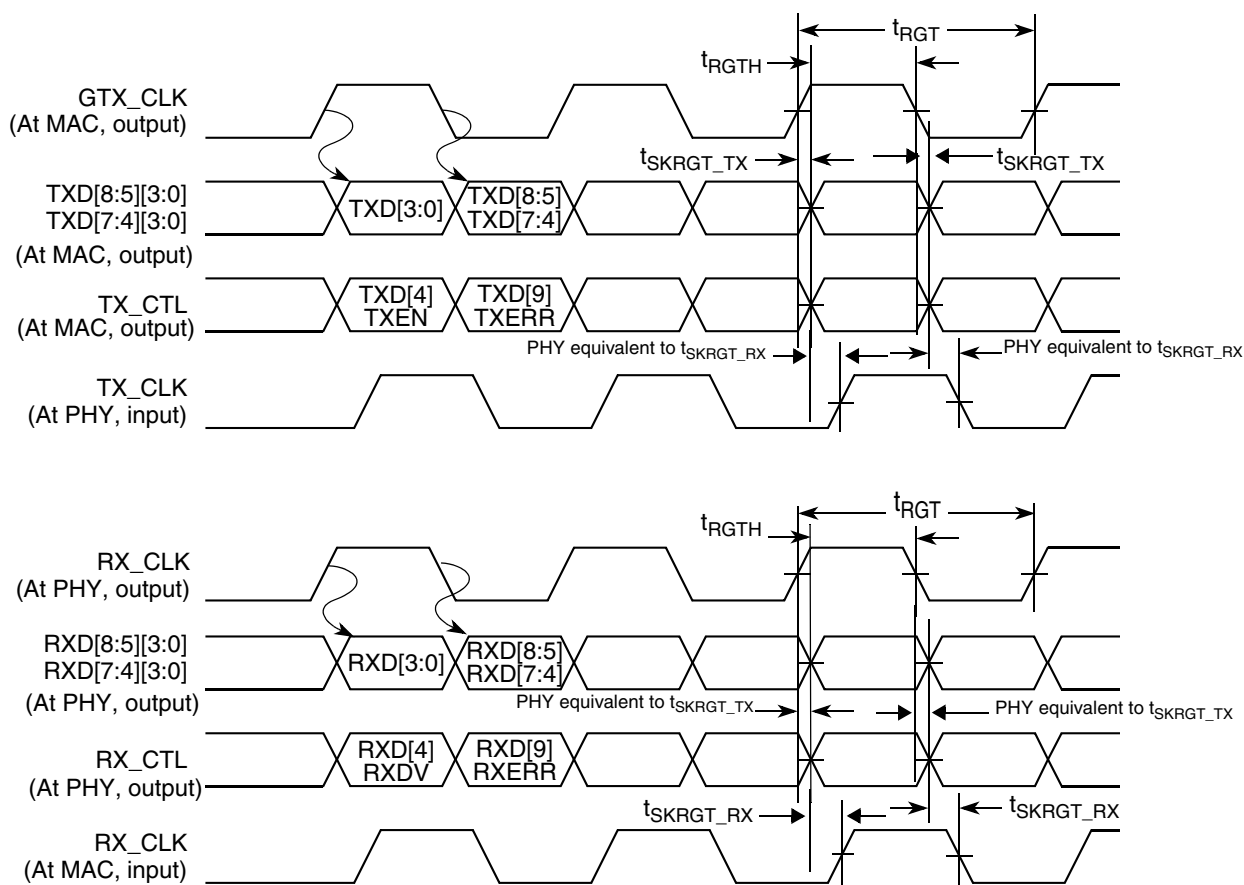 tRGT
tRGTH
GTX_CLK
(At MAC, output)
tSKRGT_TX
tSKRGT_TX
TXD[8:5][3:0]
TXD[7:4][3:0]
(At MAC, output)
TXD[3:0]
TXD[8:5]
TXD[7:4]
TX_CTL
(At MAC, output)
TXD[4]
TXEN
TXD[9]
TXERR
PHY equivalent to tSKRGT_RX
PHY equivalent to tSKRGT_RX
TX_CLK
(At PHY, input)
tRGT
tRGTH
RX_CLK
(At PHY, output)
RXD[8:5][3:0]
RXD[7:4][3:0]
(At PHY, output)
RXD[3:0]
RXD[8:5]
RXD[7:4]
PHY equivalent to tSKRGT_TX
PHY equivalent to tSKRGT_TX
RX_CTL
(At PHY, output)
RXD[4]
RXDV
RXD[9]
RXERR
tSKRGT_RX
tSKRGT_RX
RX_CLK
(At MAC, input)